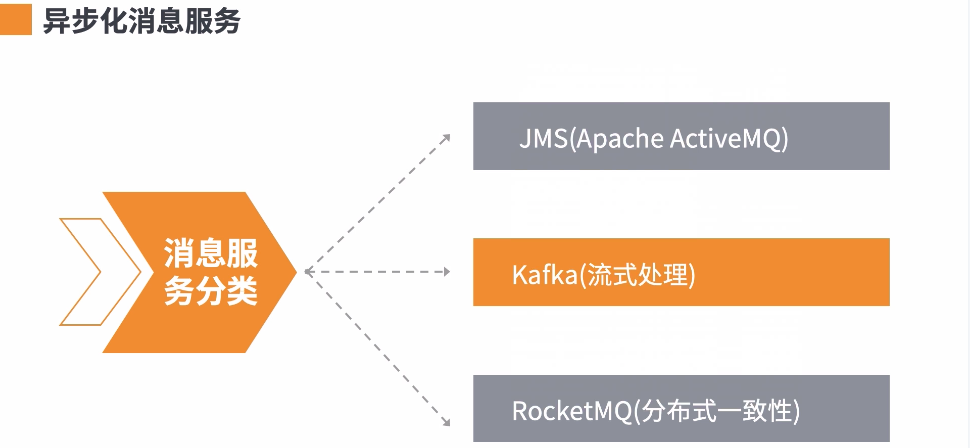 异步化消息服务
JMS(Apache ActiveMQ)
消息服
务分类
Kafka(流式处理)
RocketMQ(分布式一致性)